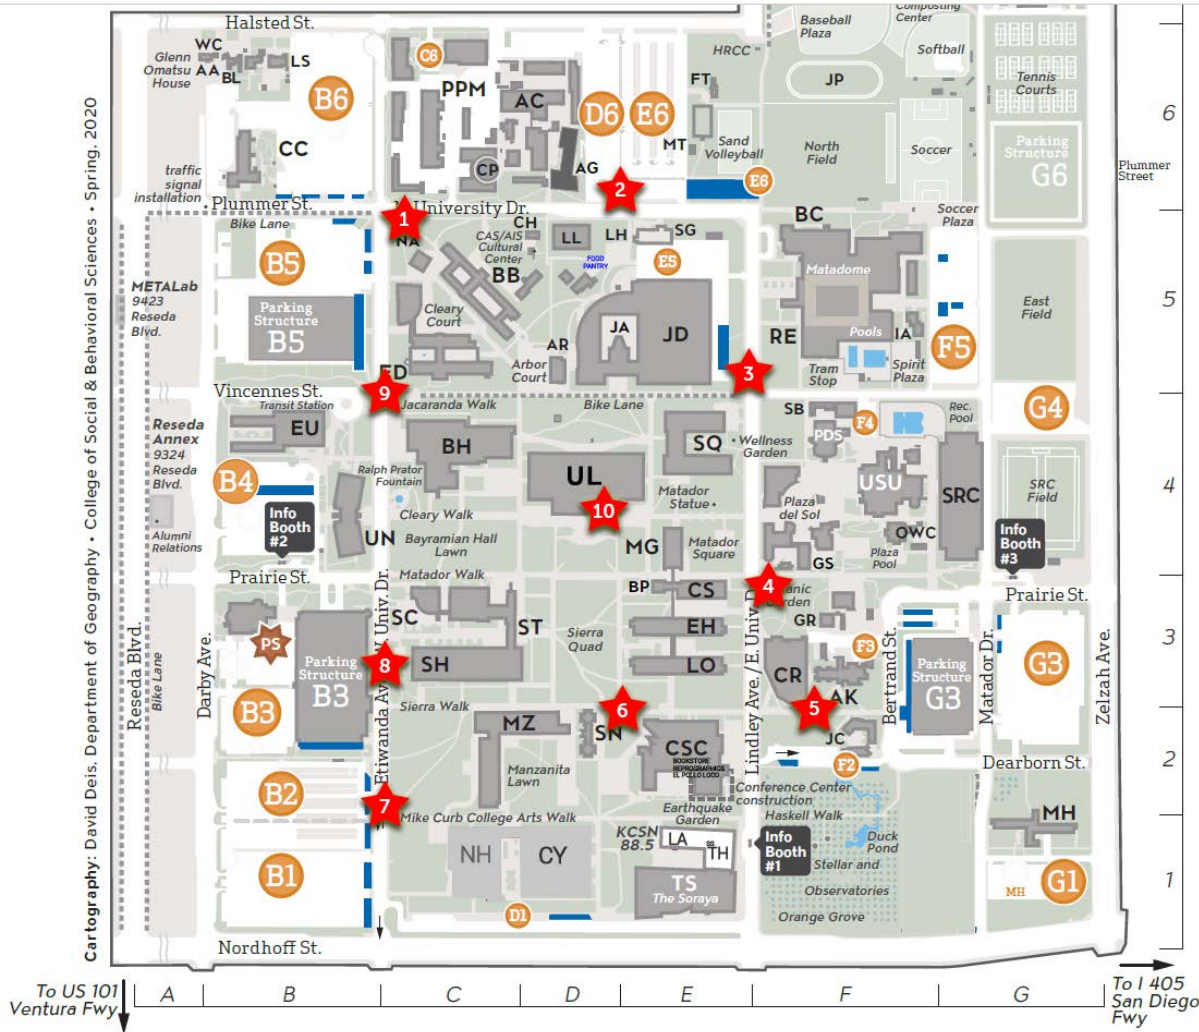 Halsted St.
WC
Glenn
Omatsu
House
AA
BL
LS
B6
CC
traffic
signal
installation
Plummer St.
C6
PPM
AC
CP
AG
D6
E6
HRCC
FT
MT
Sand
Volleyball
E6
Baseball
Plaza
Composting
Center
Softball
JP
North
Field
Soccer
Tennis
Courts
Parking
Structure
G6
Plummer
Street
6
2
1
University Dr.
Bike Lane
B5
METALab
9423
Reseda
Blvd.
Parking
Structure
B5
NA
CH
CAS/AIS
Cultural
Center
BB
LL
LH
SG
FOOD
PANTRY
E5
Cleary
Court
JA
JD
AR
Arbor
Court
ED
BC
Matadome
Soccer
Plaza
RE
Pools
IA
Tram
Stop
Spirit
Plaza
F5
East
Field
5
3
9
Vincennes St.
Transit Station
Jacaranda Walk
Bike Lane
Reseda
Annex
9324
Reseda
Blvd.
EU
B4
Info
Booth
#2
Alumni
Relations
UN
BH
Ralph Prator
Fountain
Cleary Walk
Bayramian Hall
Lawn
UL
10
SQ
Wellness
Garden
Matador
Statue
MG
Matador
Square
SB
F4
PDS
Rec.
Pool
USU
SRC
SRC
Field
G4
Plaza
del Sol
OWC
Plaza
Pool
GS
Info
Booth
#3
4
Prairie St.
Matador Walk
BP
CS
4
Prairie St.
PS
Parking
Structure
B3
B3
SC
ST
SH
8
Sierra
Quad
EH
LO
Sierra Walk
GR
F3
CR
AK
5
JC
Parking
Structure
G3
G3
3
Reseda Blvd.
Bike Lane
Darby Ave.
Lindley Ave./ E. Univ. D
Bertrand St.
Matador Dr.
Zelzah Ave.
MZ
SN
6
CSC
BOOKSTORE
REPROGRAPHICS
EL POLLO LOCO
Manzanita
Lawn
B2
7
F2
Dearborn St.
2
Conference Center
construction
Earthquake
Garden
Haskell Walk
Mike Curb College Arts Walk
MH
NH
CY
KCSN
88.5
LA
TH
TS
The Soraya
Info
Booth
#1
Duck
Pond
Stellar and
Observatories
Orange Grove
B1
D1
MH
G1
1
Nordhoff St.
To US 101
Ventura Fwy
A
B
C
D
E
F
G
To I 405
San Diego
Fwy
Cartography: David Deis, Department of Geography • College of Social & Behavioral Sciences • Spring, 2020